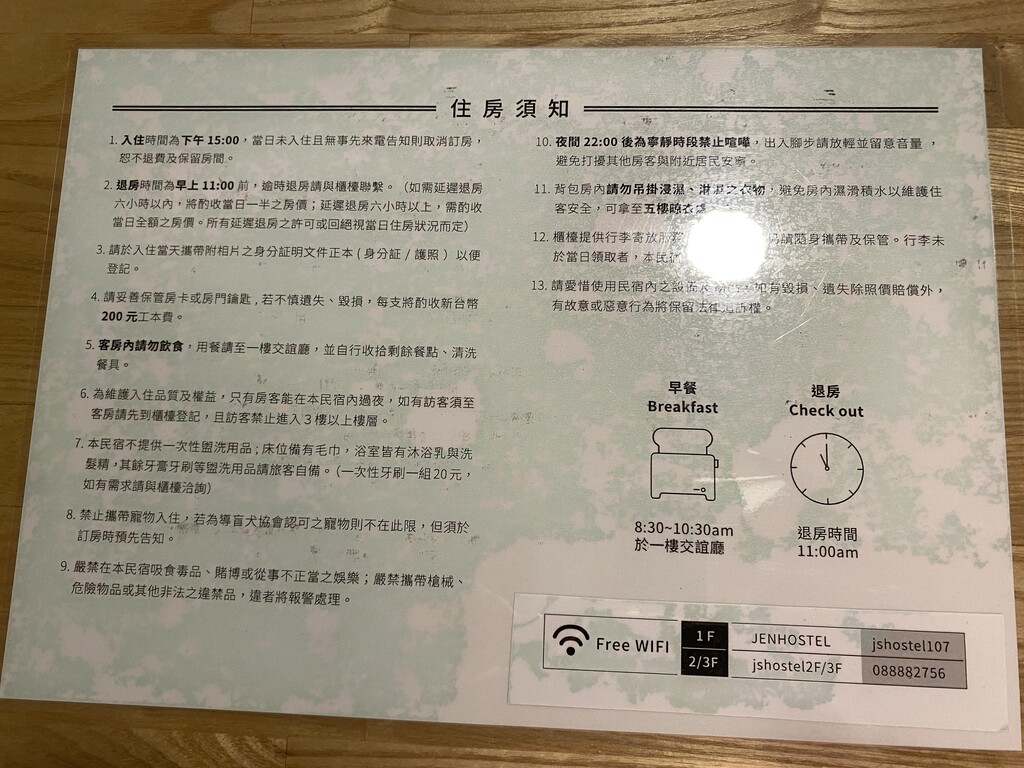 住房須知
1. 入住時間為下午 15:00，當日未入住且無事先來電告知則取消訂房，
恕不退費及保留房間。
2. 退房時間為早上 11:00 前，逾時退房請與櫃檯聯繫。（如需延遲退房
六小時以內，將酌收當日一半之房價；延遲退房六小時以上，需酌收
當日全額之房價。所有延遲退房之許可或回絕視當日住房狀況而定）
3. 請於入住當天攜帶附相片之身分証明文件正本 ( 身分証 / 護照 ）以便
登記。
4. 請妥善保管房卡或房門鑰匙，若不慎遺失、毀損，每支將酌收新台幣
200 元工本費。
5. 客房內請勿飲食，用餐請至一樓交誼廳，並自行收拾剩餘餐點、清洗
餐具。
6. 為維護入住品質及權益，只有房客能在本民宿內過夜，如有訪客須至
客房請先到櫃檯登記，且訪客禁止進入３樓以上樓層。
7. 本民宿不提供一次性盥洗用品；床位備有毛巾，浴室皆有沐浴乳與洗
髮精，其餘牙膏牙刷等盥洗用品請旅客自備。（一次性牙刷一組20元，
如有需求請與櫃檯洽詢）
8. 禁止攜帶寵物入住，若為導盲犬協會認可之寵物則不在此限，但須於
訂房時預先告知。
9. 嚴禁在本民宿吸食毒品、賭博或從事不正當之娛樂；嚴禁攜帶槍械、
危險物品或其他非法之違禁品，違者將報警處理。
10. 夜間 22:00 後為寧靜時段禁止喧嘩，出入腳步請放輕並留意音量，
避免打擾其他房客與附近居民安寧。
11. 背包房內請勿吊掛浸濕、淋濕之衣物，避免房內濕滑積水以維護住
客安全，可拿至五樓晾衣
12. 櫃檯提供行李寄放服 請隨身攜帶及保管。行李未
於當日領取者，本民宿
13. 請愛惜使用民宿內之設備 如有毀損、遺失除照價賠償外，
有故意或惡意行為將保留法律追訴權。
早餐
Breakfast
8:30~10:30am
於一樓交誼廳
退房
Check out
退房時間
11:00am
Free WIFI
1F JENHOSTEL jshostel107
2/3F jshostel2F/3F 088882756